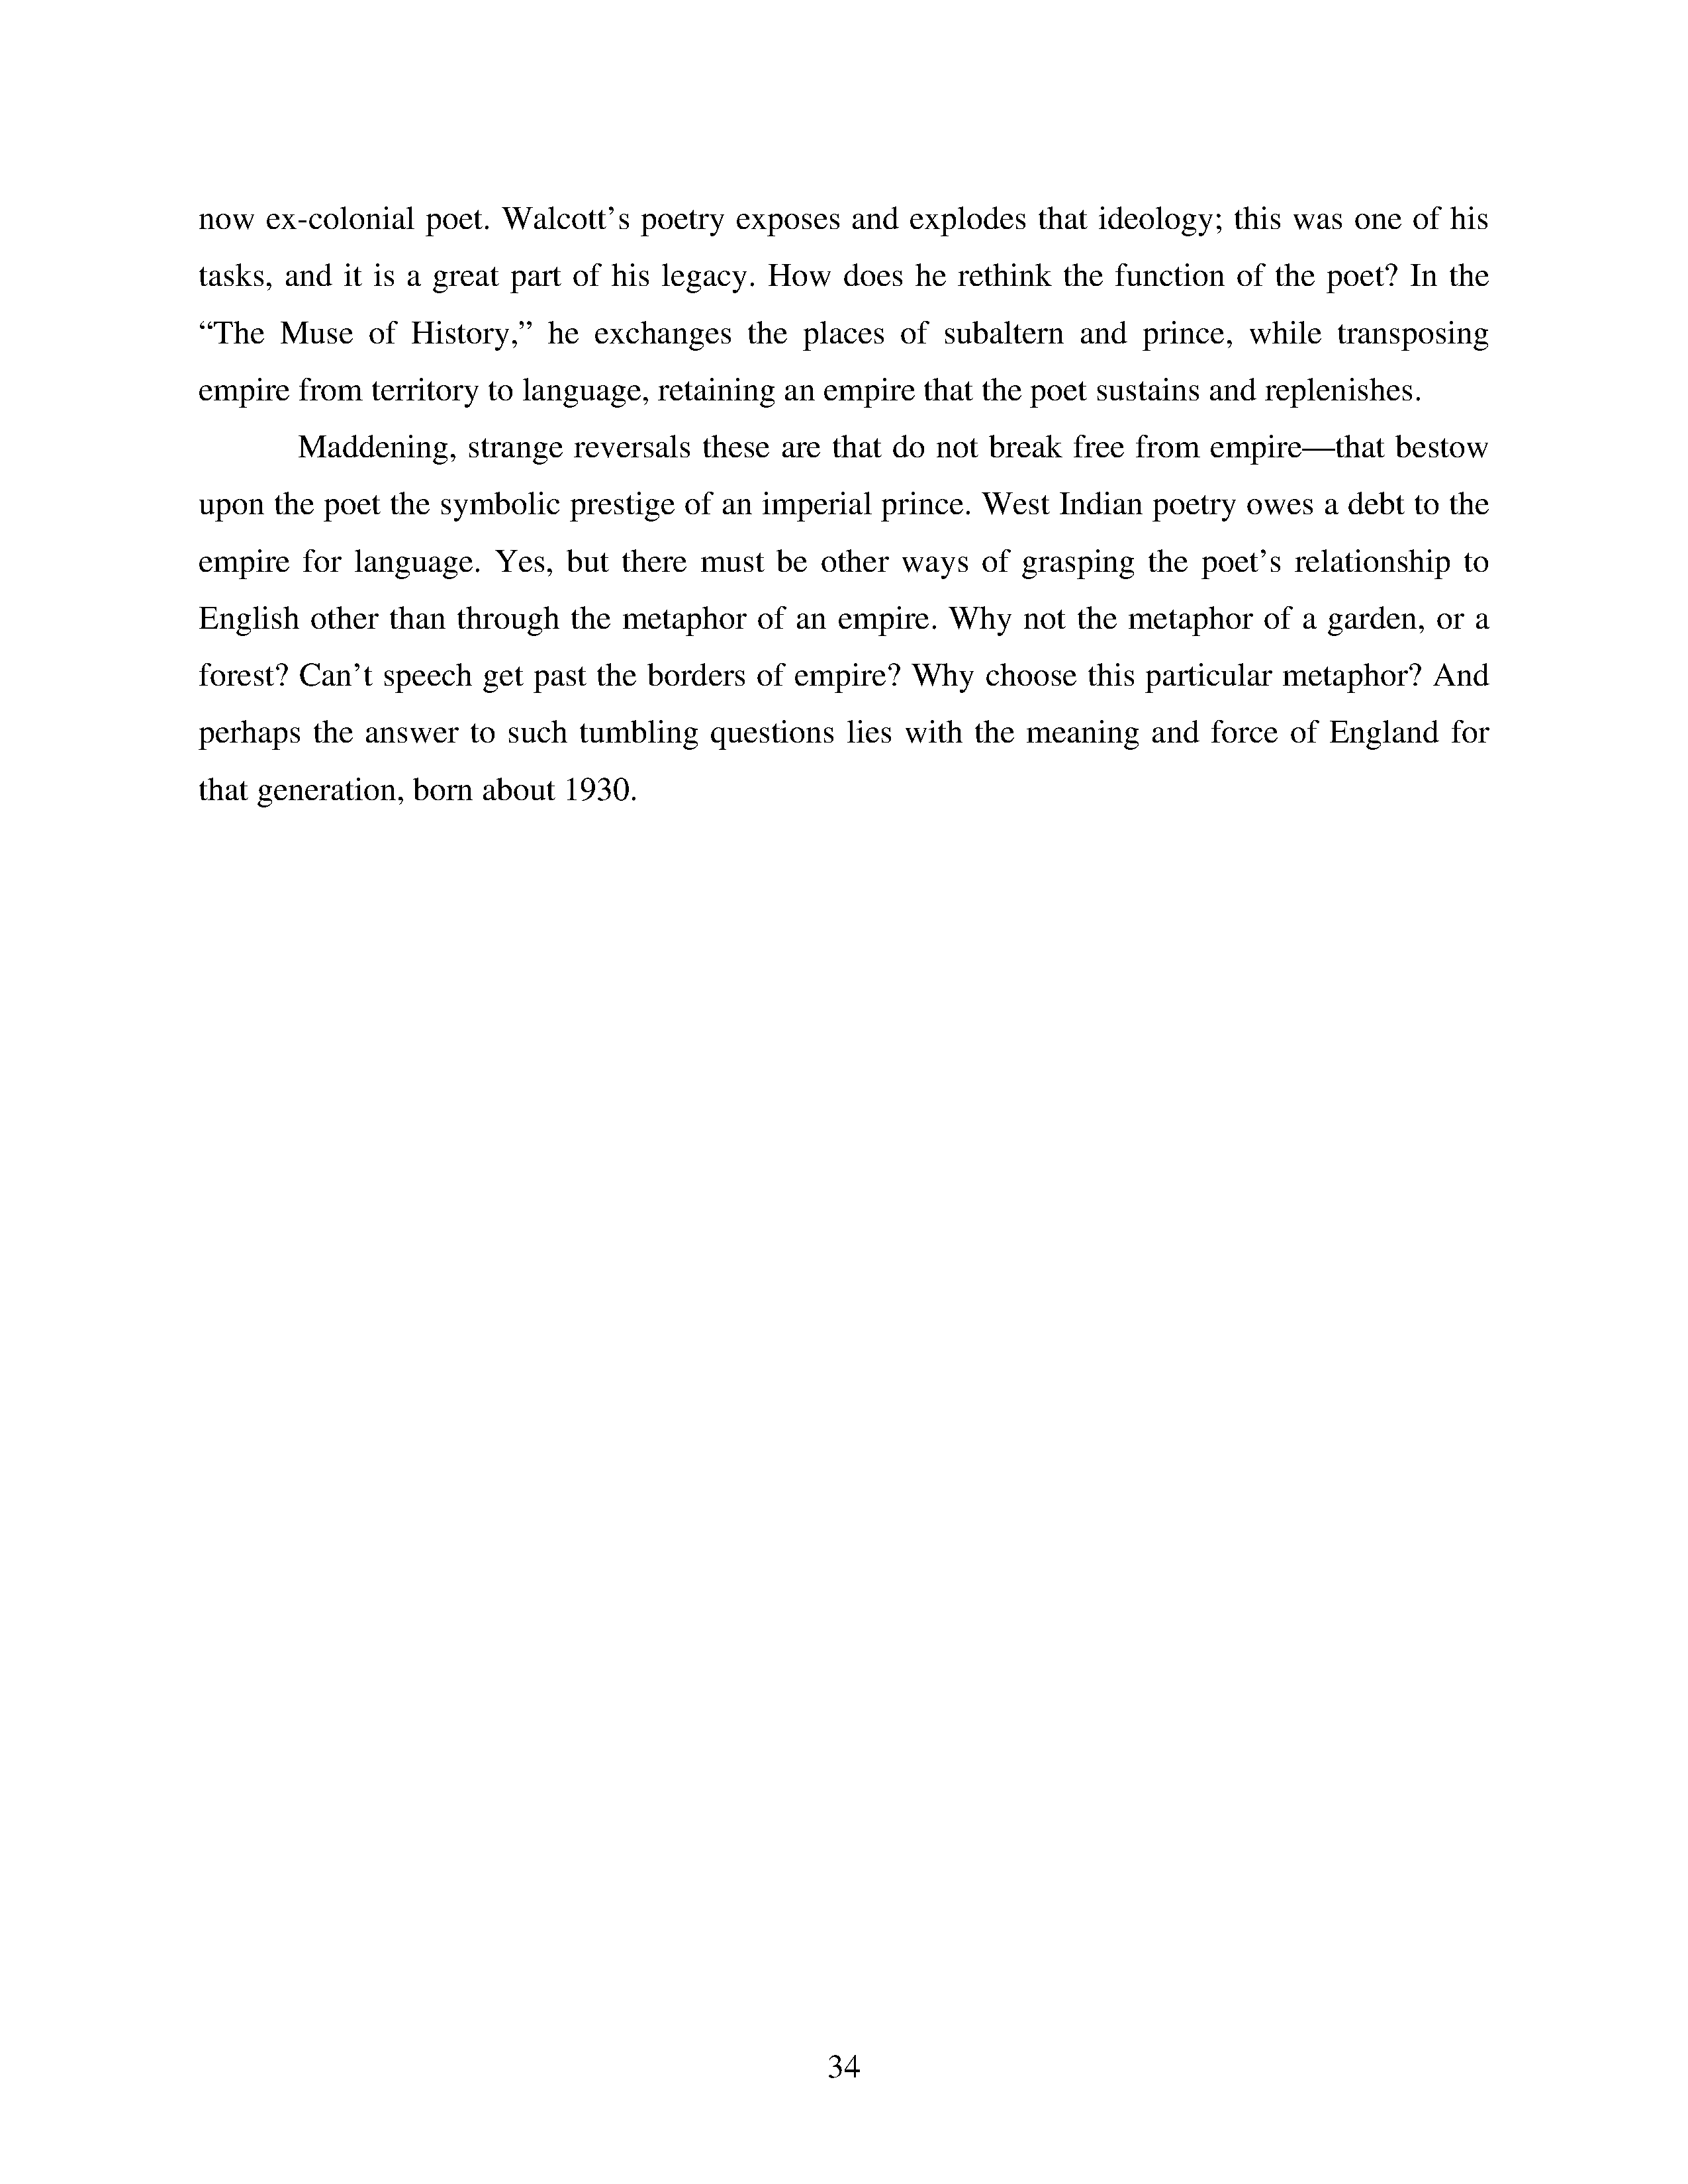 now ex-colonial poet. Walcott’s poetry exposes and explodes that ideology; this was one of his
tasks, and it is a great part of his legacy. How does he rethink the function of the poet? In the
“The Muse of History,” he exchanges the places of subaltern and prince, while transposing
empire from territory to language, retaining an empire that the poet sustains and replenishes.
Maddening, strange reversals these are that do not break free from empire—that bestow
upon the poet the symbolic prestige of an imperial prince. West Indian poetry owes a debt to the
empire for language. Yes, but there must be other ways of grasping the poet’s relationship to
English other than through the metaphor of an empire. Why not the metaphor of a garden, or a
forest? Can’t speech get past the borders of empire? Why choose this particular metaphor? And
perhaps the answer to such tumbling questions lies with the meaning and force of England for
that generation, born about 1930.
34